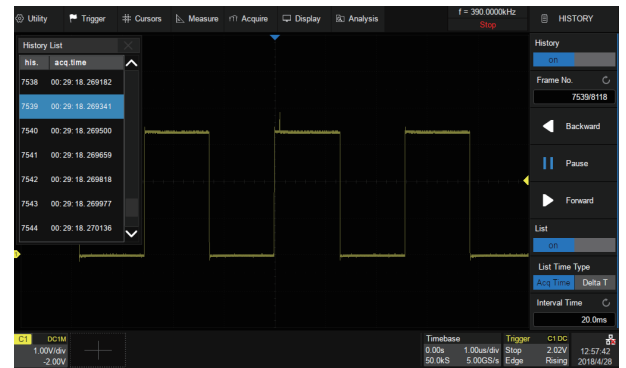 Utility Trigger Cursors Measure Acquire Display Analysis
f = 390.0000kHz
Stop
HISTORY
History List
his. acq.time
7538 00: 29: 18. 269182
7539 00: 29: 18. 269341
7540 00: 29: 18. 269500
7541 00: 29: 18. 269659
7542 00: 29: 18. 269818
7543 00: 29: 18. 269977
7544 00: 29: 18. 270136
History
on
Frame No.
7539/8118
Backward
Pause
Forward
List
on
List Time Type
Acq Time Delta T
Interval Time
20.0ms
C1 DC1M
1.00V/div
-2.00V
Timebase
0.00s 1.00us/div
50.0kS 5.00GS/s
Trigger C1 DC
Stop 2.02V
Edge Rising
12:57:42
2018/4/28